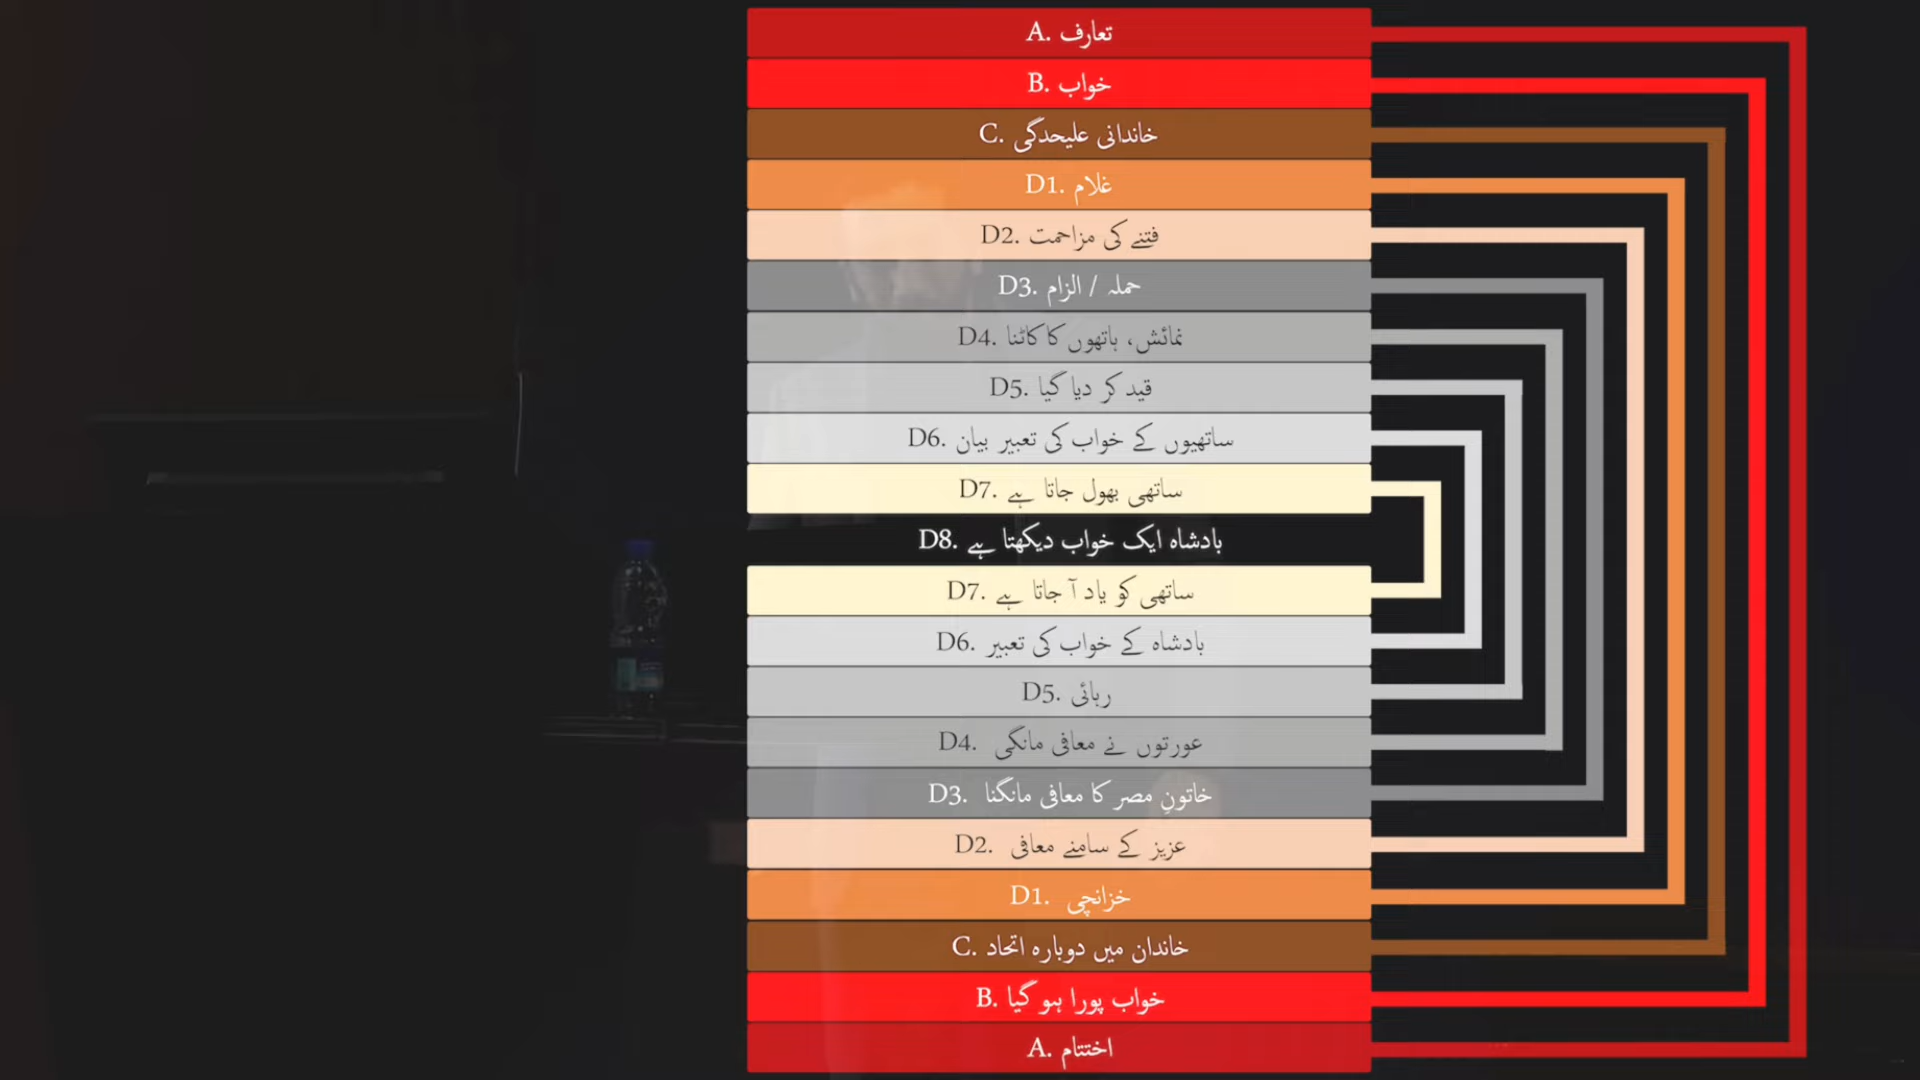 A. تعارف
B. خواب
C. خاندانی علیحدگی
D1. غلام
D2. فتنے کی مزاحمت
D3. حملہ / الزام
D4. نمائش، ہاتھوں کا کاٹنا
D5. قید کر دیا گیا
D6. ساتھیوں کے خواب کی تعبیر بیان
D7. ساتھی بھول جاتا ہے
D8. بادشاہ ایک خواب دیکھتا ہے
D7. ساتھی کو یاد آ جاتا ہے
D6. بادشاہ کے خواب کی تعبیر
D5. رہائی
D4. عورتوں نے معافی مانگی
D3. خاتونِ مصر کا معافی مانگنا
D2. عزیز کے سامنے معافی
D1. خزانچی
C. خاندان میں دوبارہ اتحاد
B. خواب پورا ہو گیا
A. اختتام